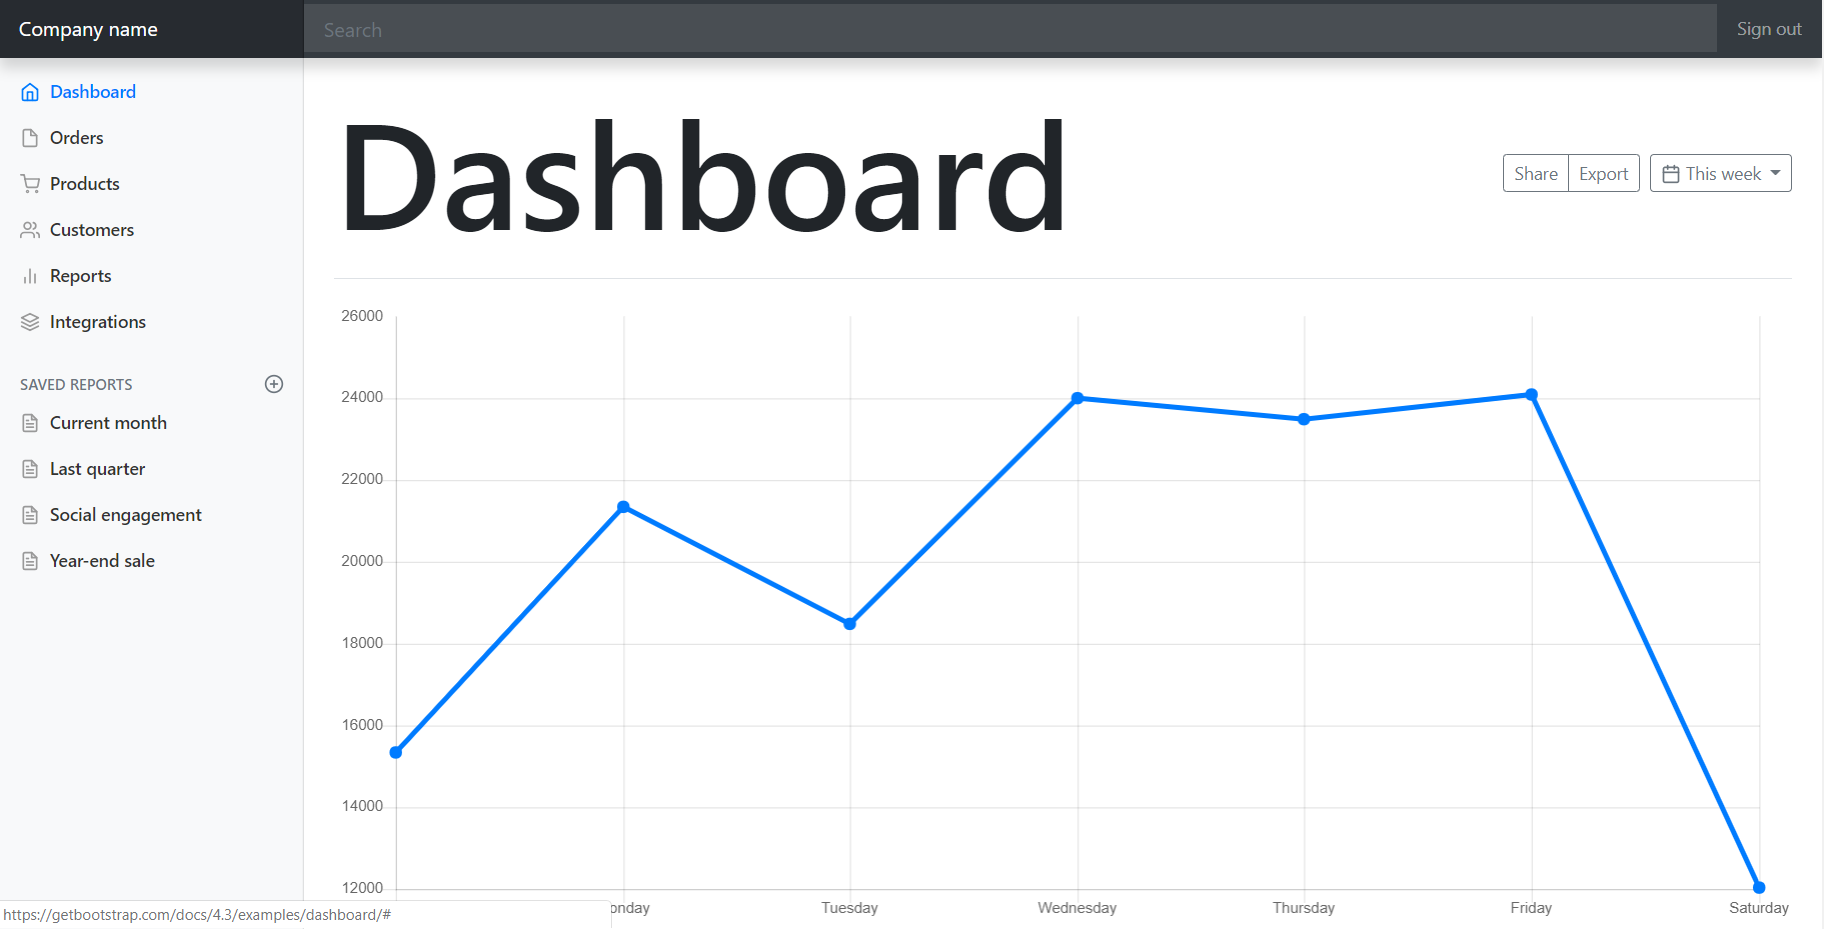 Company name
Search
Sign out
Dashboard
Orders
Products
Customers
Reports
Integrations
SAVED REPORTS
Current month
Last quarter
Social engagement
Year-end sale
Dashboard
Share
Export
This week
26000
24000
22000
20000
18000
16000
14000
12000
onday
Tuesday
Wednesday
Thursday
Friday
Saturday
https://getbootstrap.com/docs/4.3/examples/dashboard/#